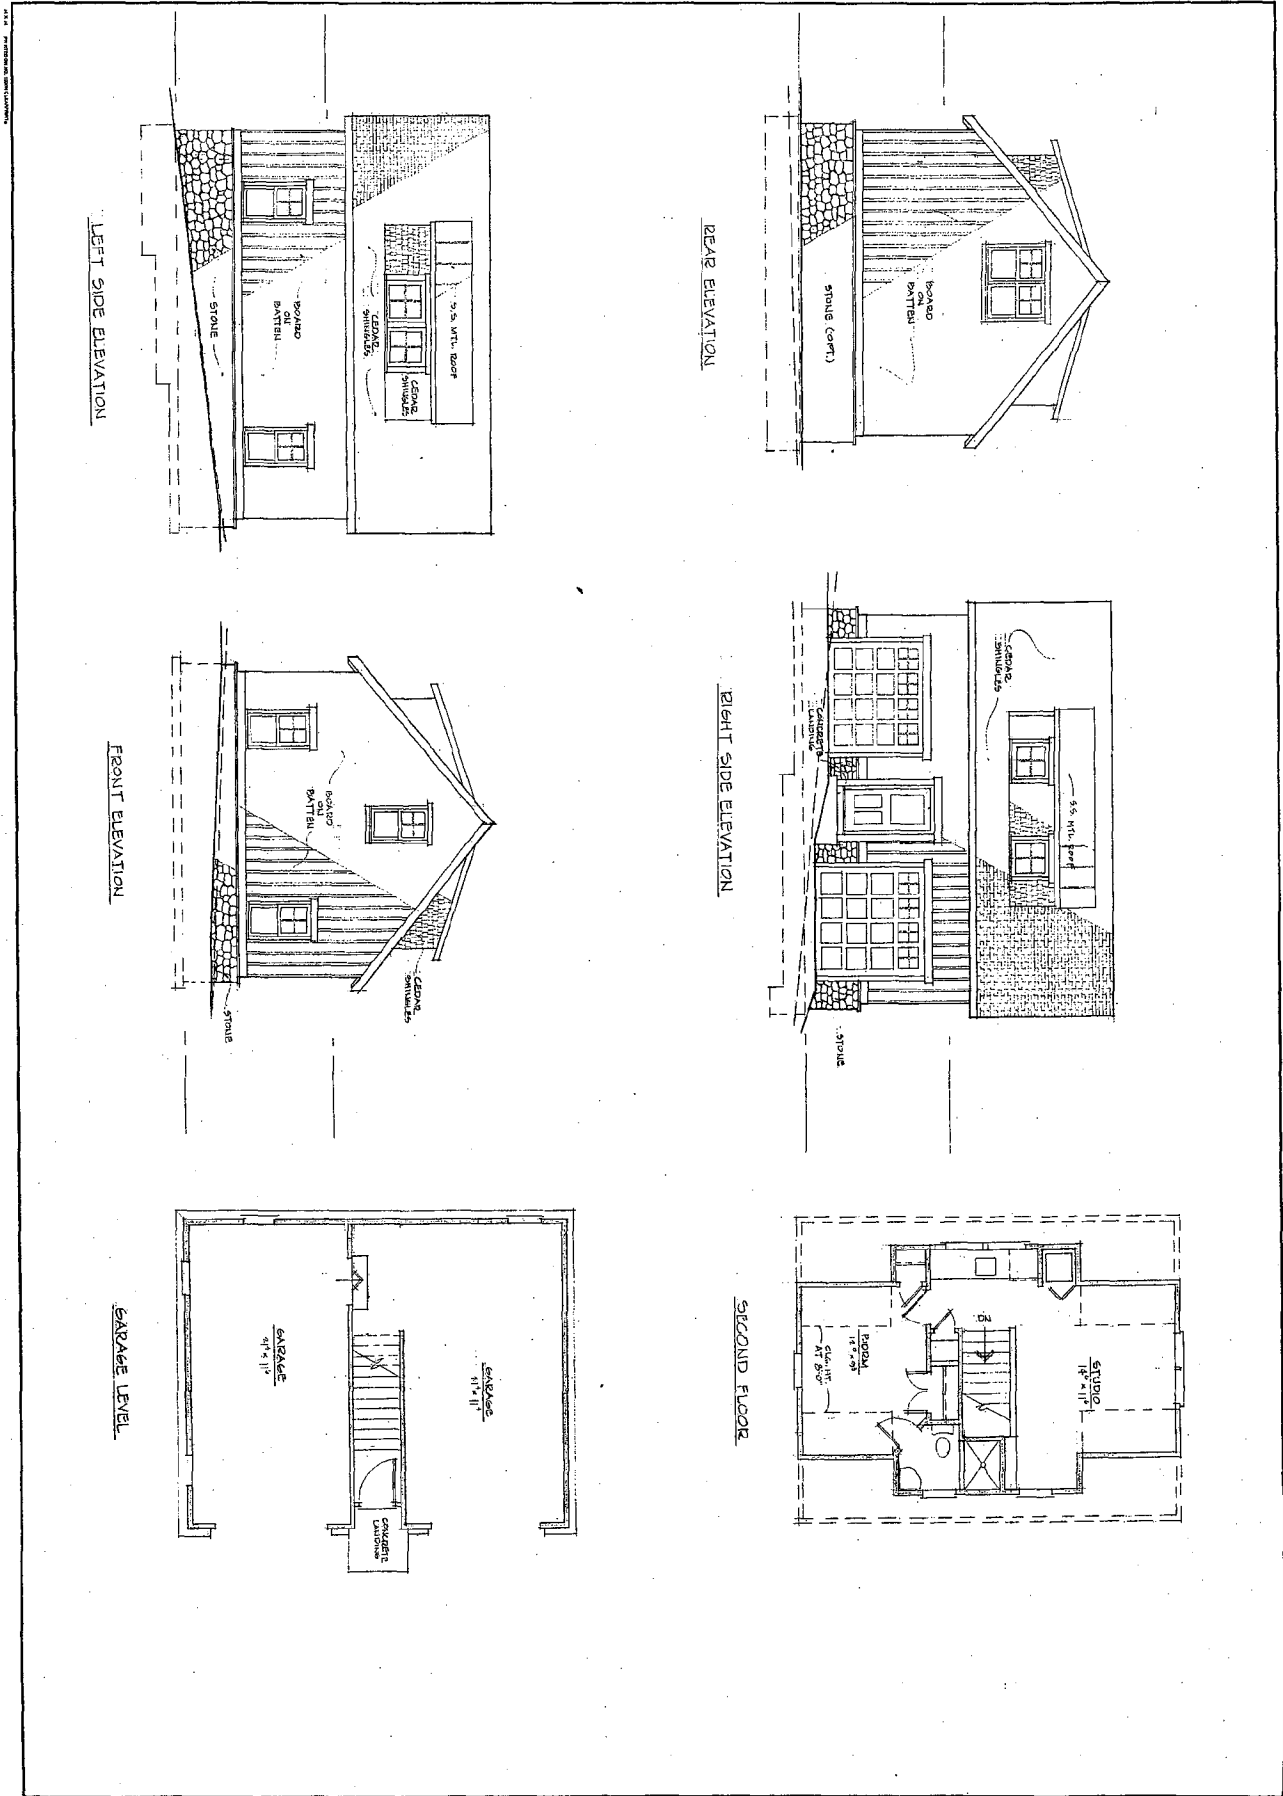 REAR ELEVATION
BOARD
ON
BATTEN
STONE (OPT.)
RIGHT SIDE ELEVATION
CEDAR
SHINGLES
S.S. MTL. ROOF
CONCRETE
LANDING
STONE
SECOND FLOOR
STUDIO
DN.
CLG. HT.
AT 8'0"
LEFT SIDE ELEVATION
S.S. MTL. ROOF
CEDAR
SHINGLES
CEDAR
SHINGLES
BOARD
ON
BATTEN
STONE
FRONT ELEVATION
BOARD
ON
BATTEN
CEDAR
SHINGLES
STONE
GARAGE LEVEL
GARAGE
GARAGE
CONCRETE
LANDING